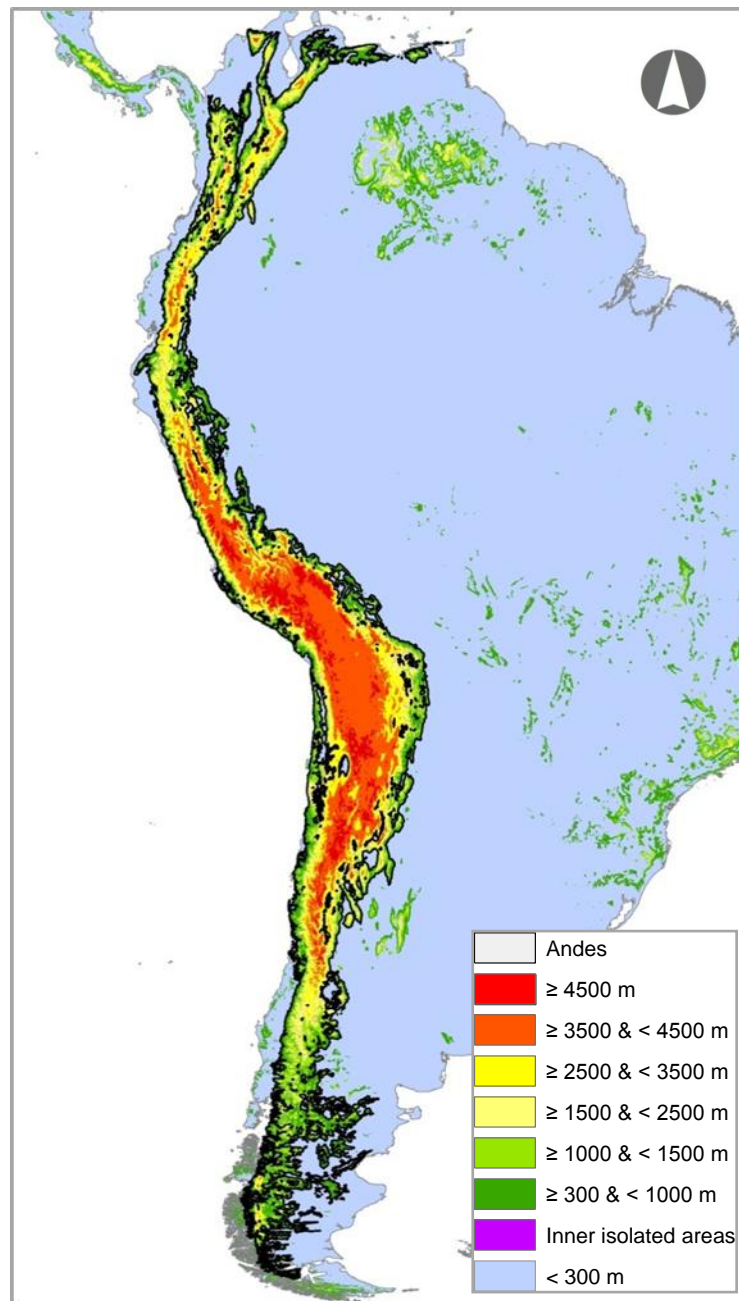 Andes
≥ 4500 m
≥ 3500 & < 4500 m
≥ 2500 & < 3500 m
≥ 1500 & < 2500 m
≥ 1000 & < 1500 m
≥ 300 & < 1000 m
Inner isolated areas
< 300 m